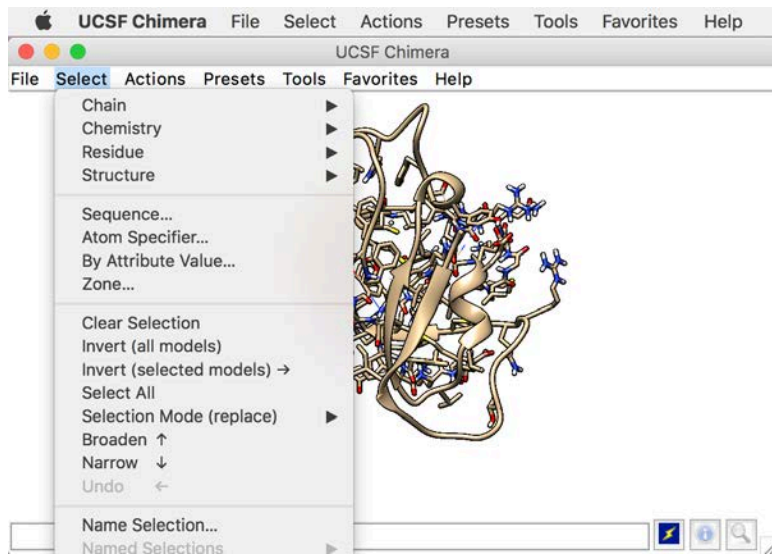 UCSF Chimera File Select Actions Presets Tools Favorites Help
UCSF Chimera
File Select Actions Presets Tools Favorites Help
Chain ▶
Chemistry ▶
Residue ▶
Structure ▶
Sequence...
Atom Specifier...
By Attribute Value...
Zone...
Clear Selection
Invert (all models)
Invert (selected models) →
Select All
Selection Mode (replace) ▶
Broaden ↑
Narrow ↓
Undo ←
Name Selection...
Named Selections ▶